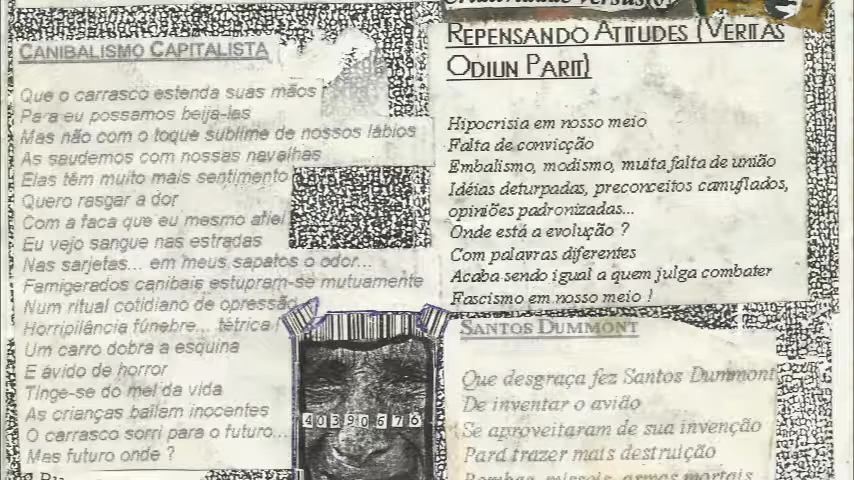 CANIBALISMO CAPITALISTA
Que o carrasco estenda suas mãos
Para eu possamos beija-las
Mas não com o toque sublime de nossos lábios
As saudemos com nossas navalhas
Elas têm muito mais sentimento
Quero rasgar a dor
Com a faca que eu mesmo afiei
Eu vejo sangue nas estradas
Nas sarjetas... em meus sapatos o odor...
Famigerados canibais estupram-se mutuamente
Num ritual cotidiano de opressão
Horripilância fúnebre... tétrica !
Um carro dobra a esquina
E ávido de horror
Tinge-se do mel da vida
As crianças bailam inocentes
O carrasco sorri para o futuro...
Mas futuro onde ?
40390576
REPENSANDO ATITUDES (VERITAS
ODIUN PARIT)
Hipocrisia em nosso meio
Falta de convicção
Embalismo, modismo, muita falta de união
Idéias deturpadas, preconceitos camuflados,
opiniões padronizadas...
Onde está a evolução ?
Com palavras diferentes
Acaba sendo igual a quem julga combater
Fascismo em nosso meio !
SANTOS DUMMONT
Que desgraça fez Santos Dummont
De inventar o avião
Se aproveitaram de sua invenção
Pará trazer mais destruição
Bombas, misseis, armas mortais